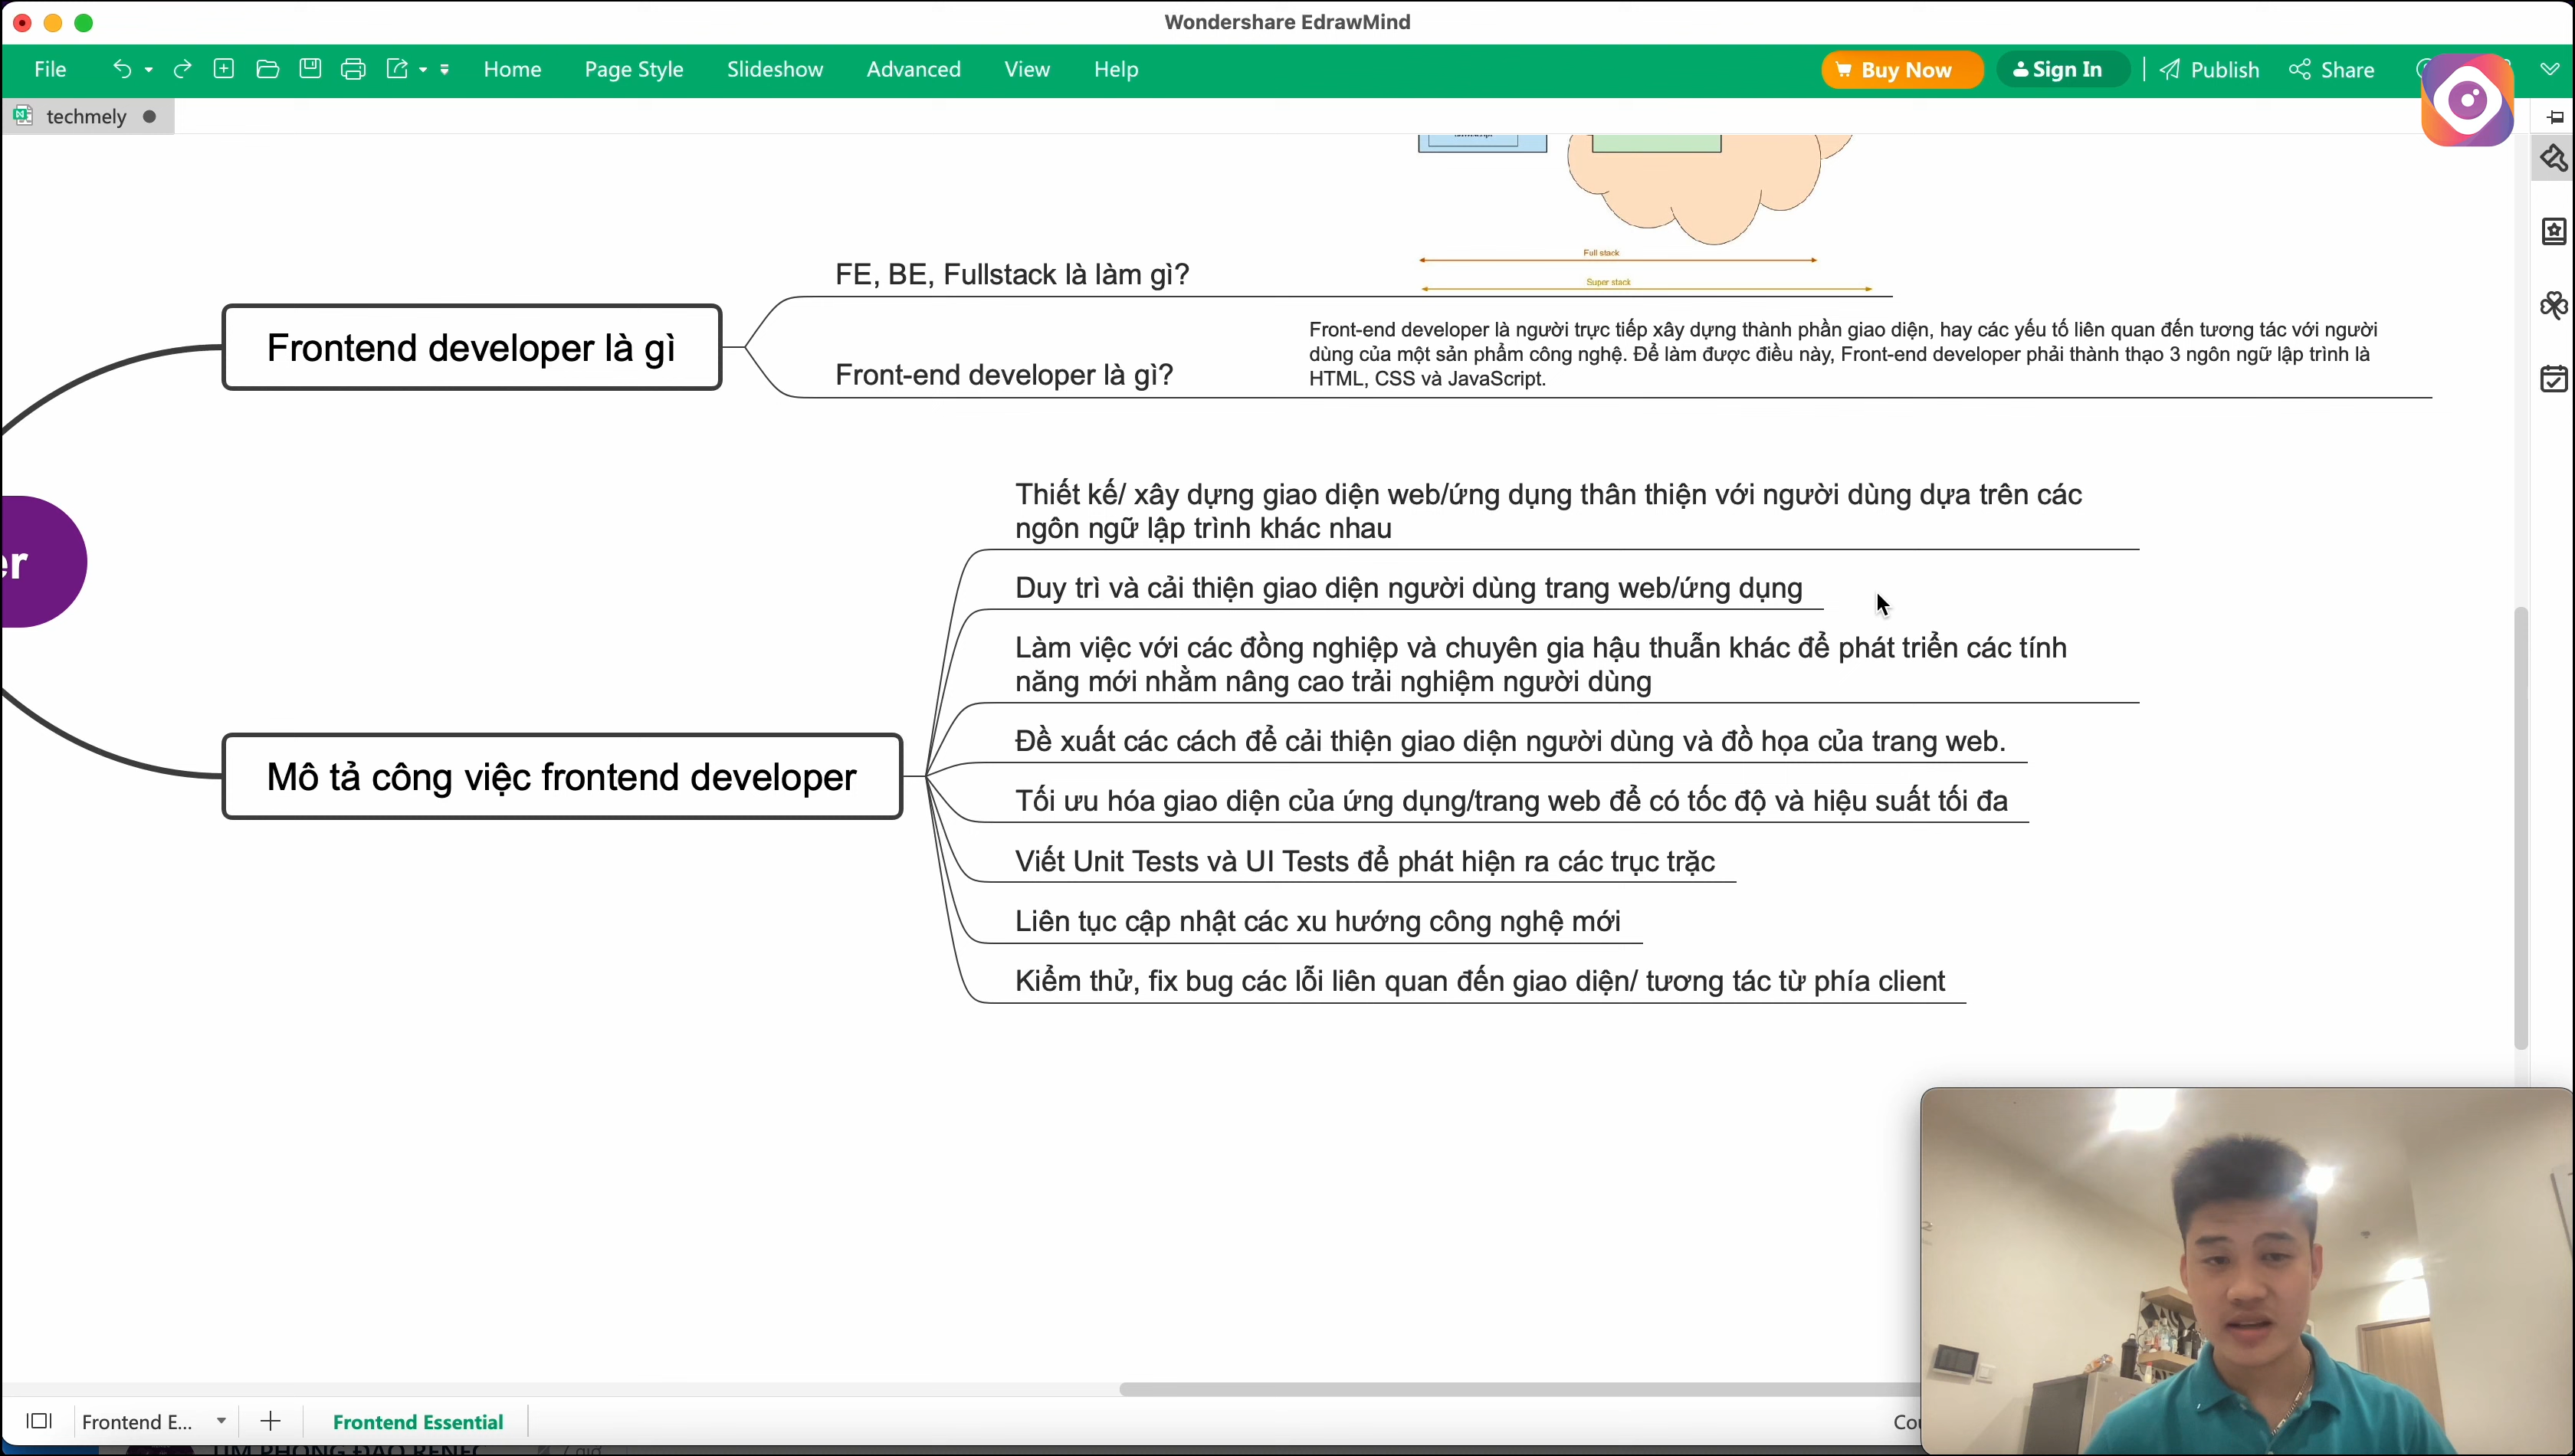 Wondershare EdrawMind
File
Home
Page Style
Slideshow
Advanced
View
Help
Buy Now
Sign In
Publish
Share
techmely
Full stack
Super stack
FE, BE, Fullstack là làm gì?
Frontend developer là gì
Front-end developer là gì?
Front-end developer là người trực tiếp xây dựng thành phần giao diện, hay các yếu tố liên quan đến tương tác với người
dùng của một sản phẩm công nghệ. Để làm được điều này, Front-end developer phải thành thạo 3 ngôn ngữ lập trình là
HTML, CSS và JavaScript.
er
Thiết kế/ xây dựng giao diện web/ứng dụng thân thiện với người dùng dựa trên các
ngôn ngữ lập trình khác nhau
Duy trì và cải thiện giao diện người dùng trang web/ứng dụng
Làm việc với các đồng nghiệp và chuyên gia hậu thuẫn khác để phát triển các tính
năng mới nhằm nâng cao trải nghiệm người dùng
Đề xuất các cách để cải thiện giao diện người dùng và đồ họa của trang web.
Mô tả công việc frontend developer
Tối ưu hóa giao diện của ứng dụng/trang web để có tốc độ và hiệu suất tối đa
Viết Unit Tests và UI Tests để phát hiện ra các trục trặc
Liên tục cập nhật các xu hướng công nghệ mới
Kiểm thử, fix bug các lỗi liên quan đến giao diện/ tương tác từ phía client
Frontend E...
Frontend Essential
Cou